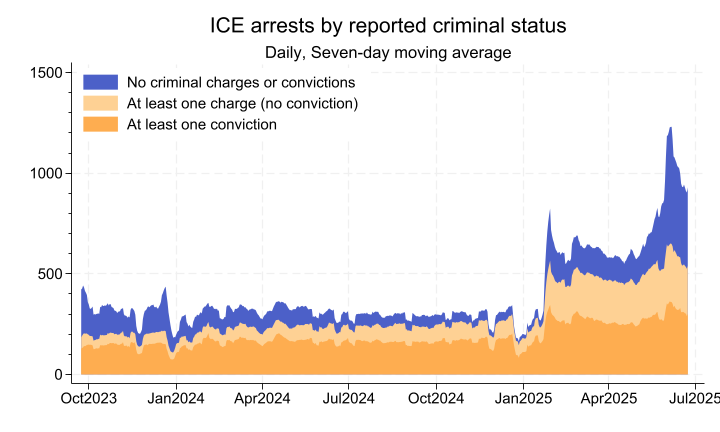 ICE arrests by reported criminal status
Daily, Seven-day moving average
1500
No criminal charges or convictions
At least one charge (no conviction)
At least one conviction
1000
500
0
Oct2023 Jan2024 Apr2024 Jul2024 Oct2024 Jan2025 Apr2025 Jul2025